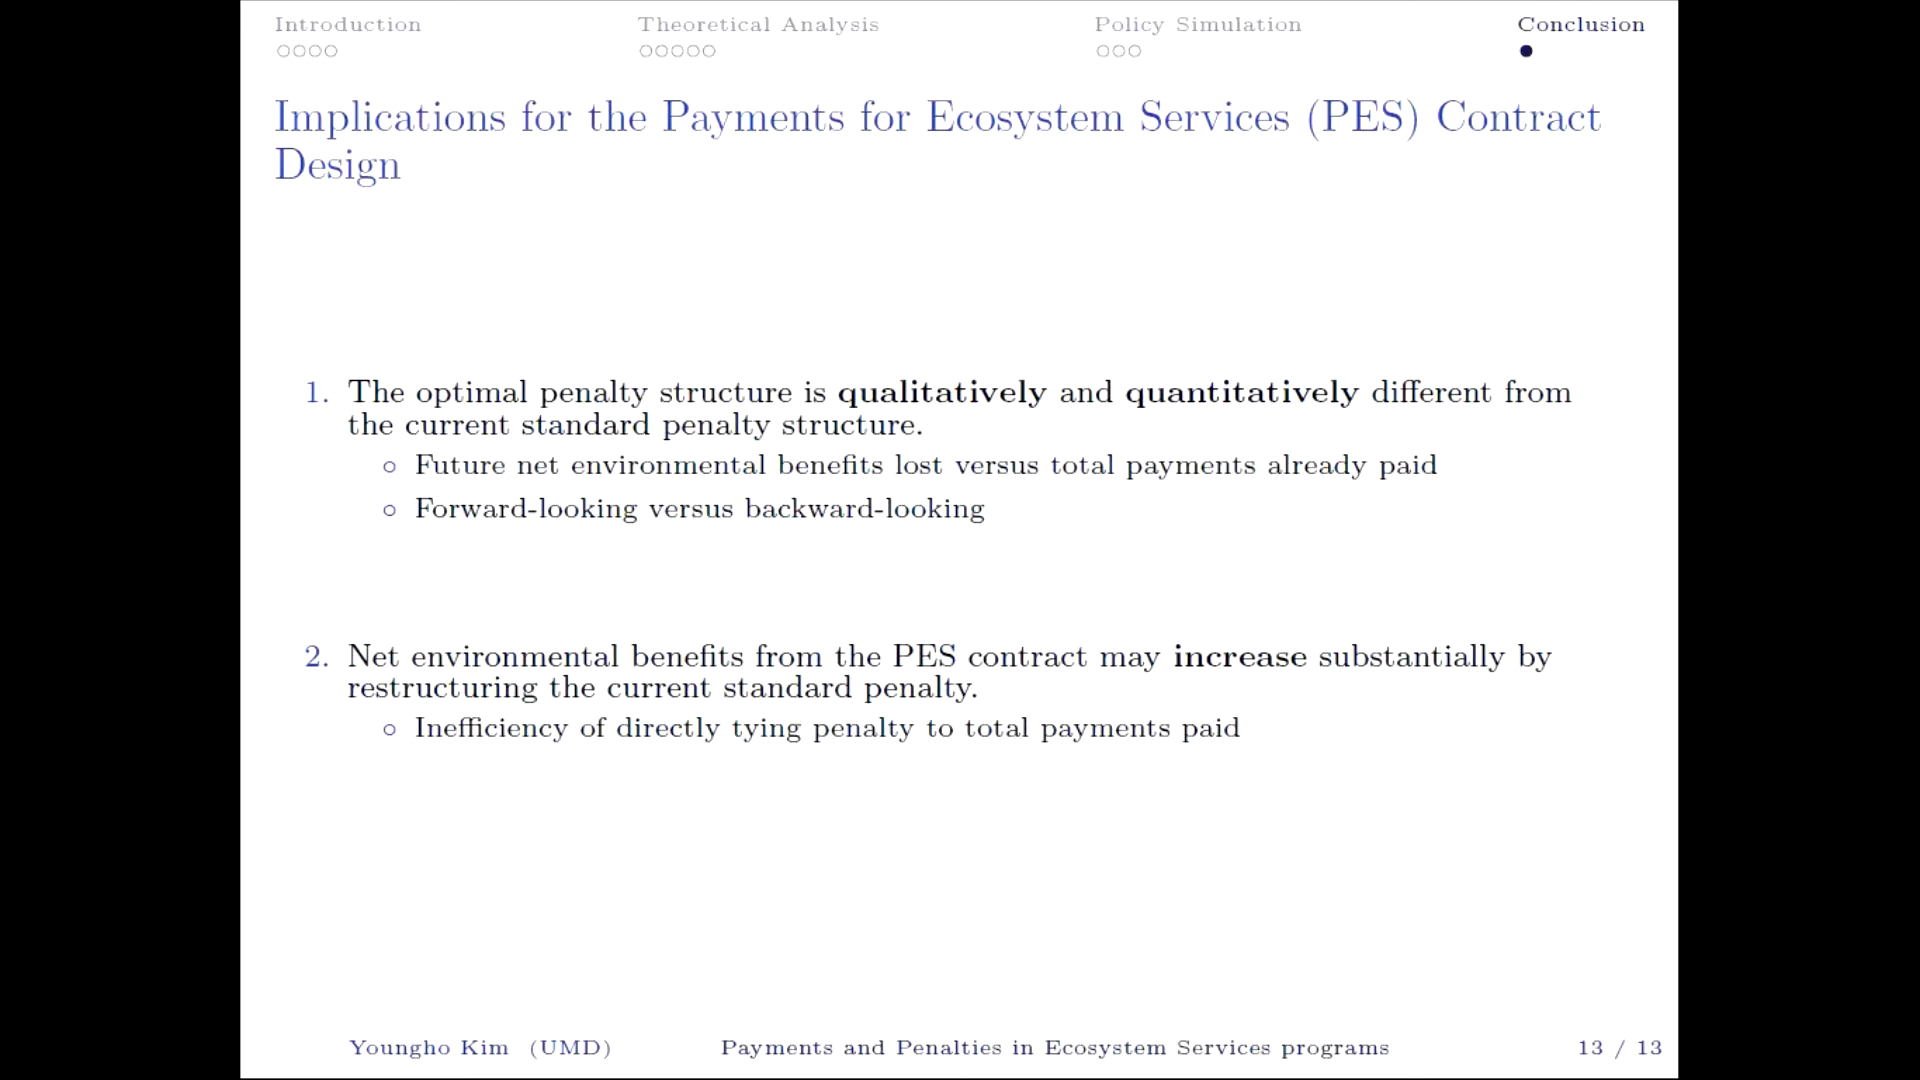 Introduction
Theoretical Analysis
Policy Simulation
Conclusion
Implications for the Payments for Ecosystem Services (PES) Contract
Design
1. The optimal penalty structure is qualitatively and quantitatively different from
the current standard penalty structure.
Future net environmental benefits lost versus total payments already paid
Forward-looking versus backward-looking
2. Net environmental benefits from the PES contract may increase substantially by
restructuring the current standard penalty.
Inefficiency of directly tying penalty to total payments paid
Youngho Kim (UMD)
Payments and Penalties in Ecosystem Services programs
13 / 13